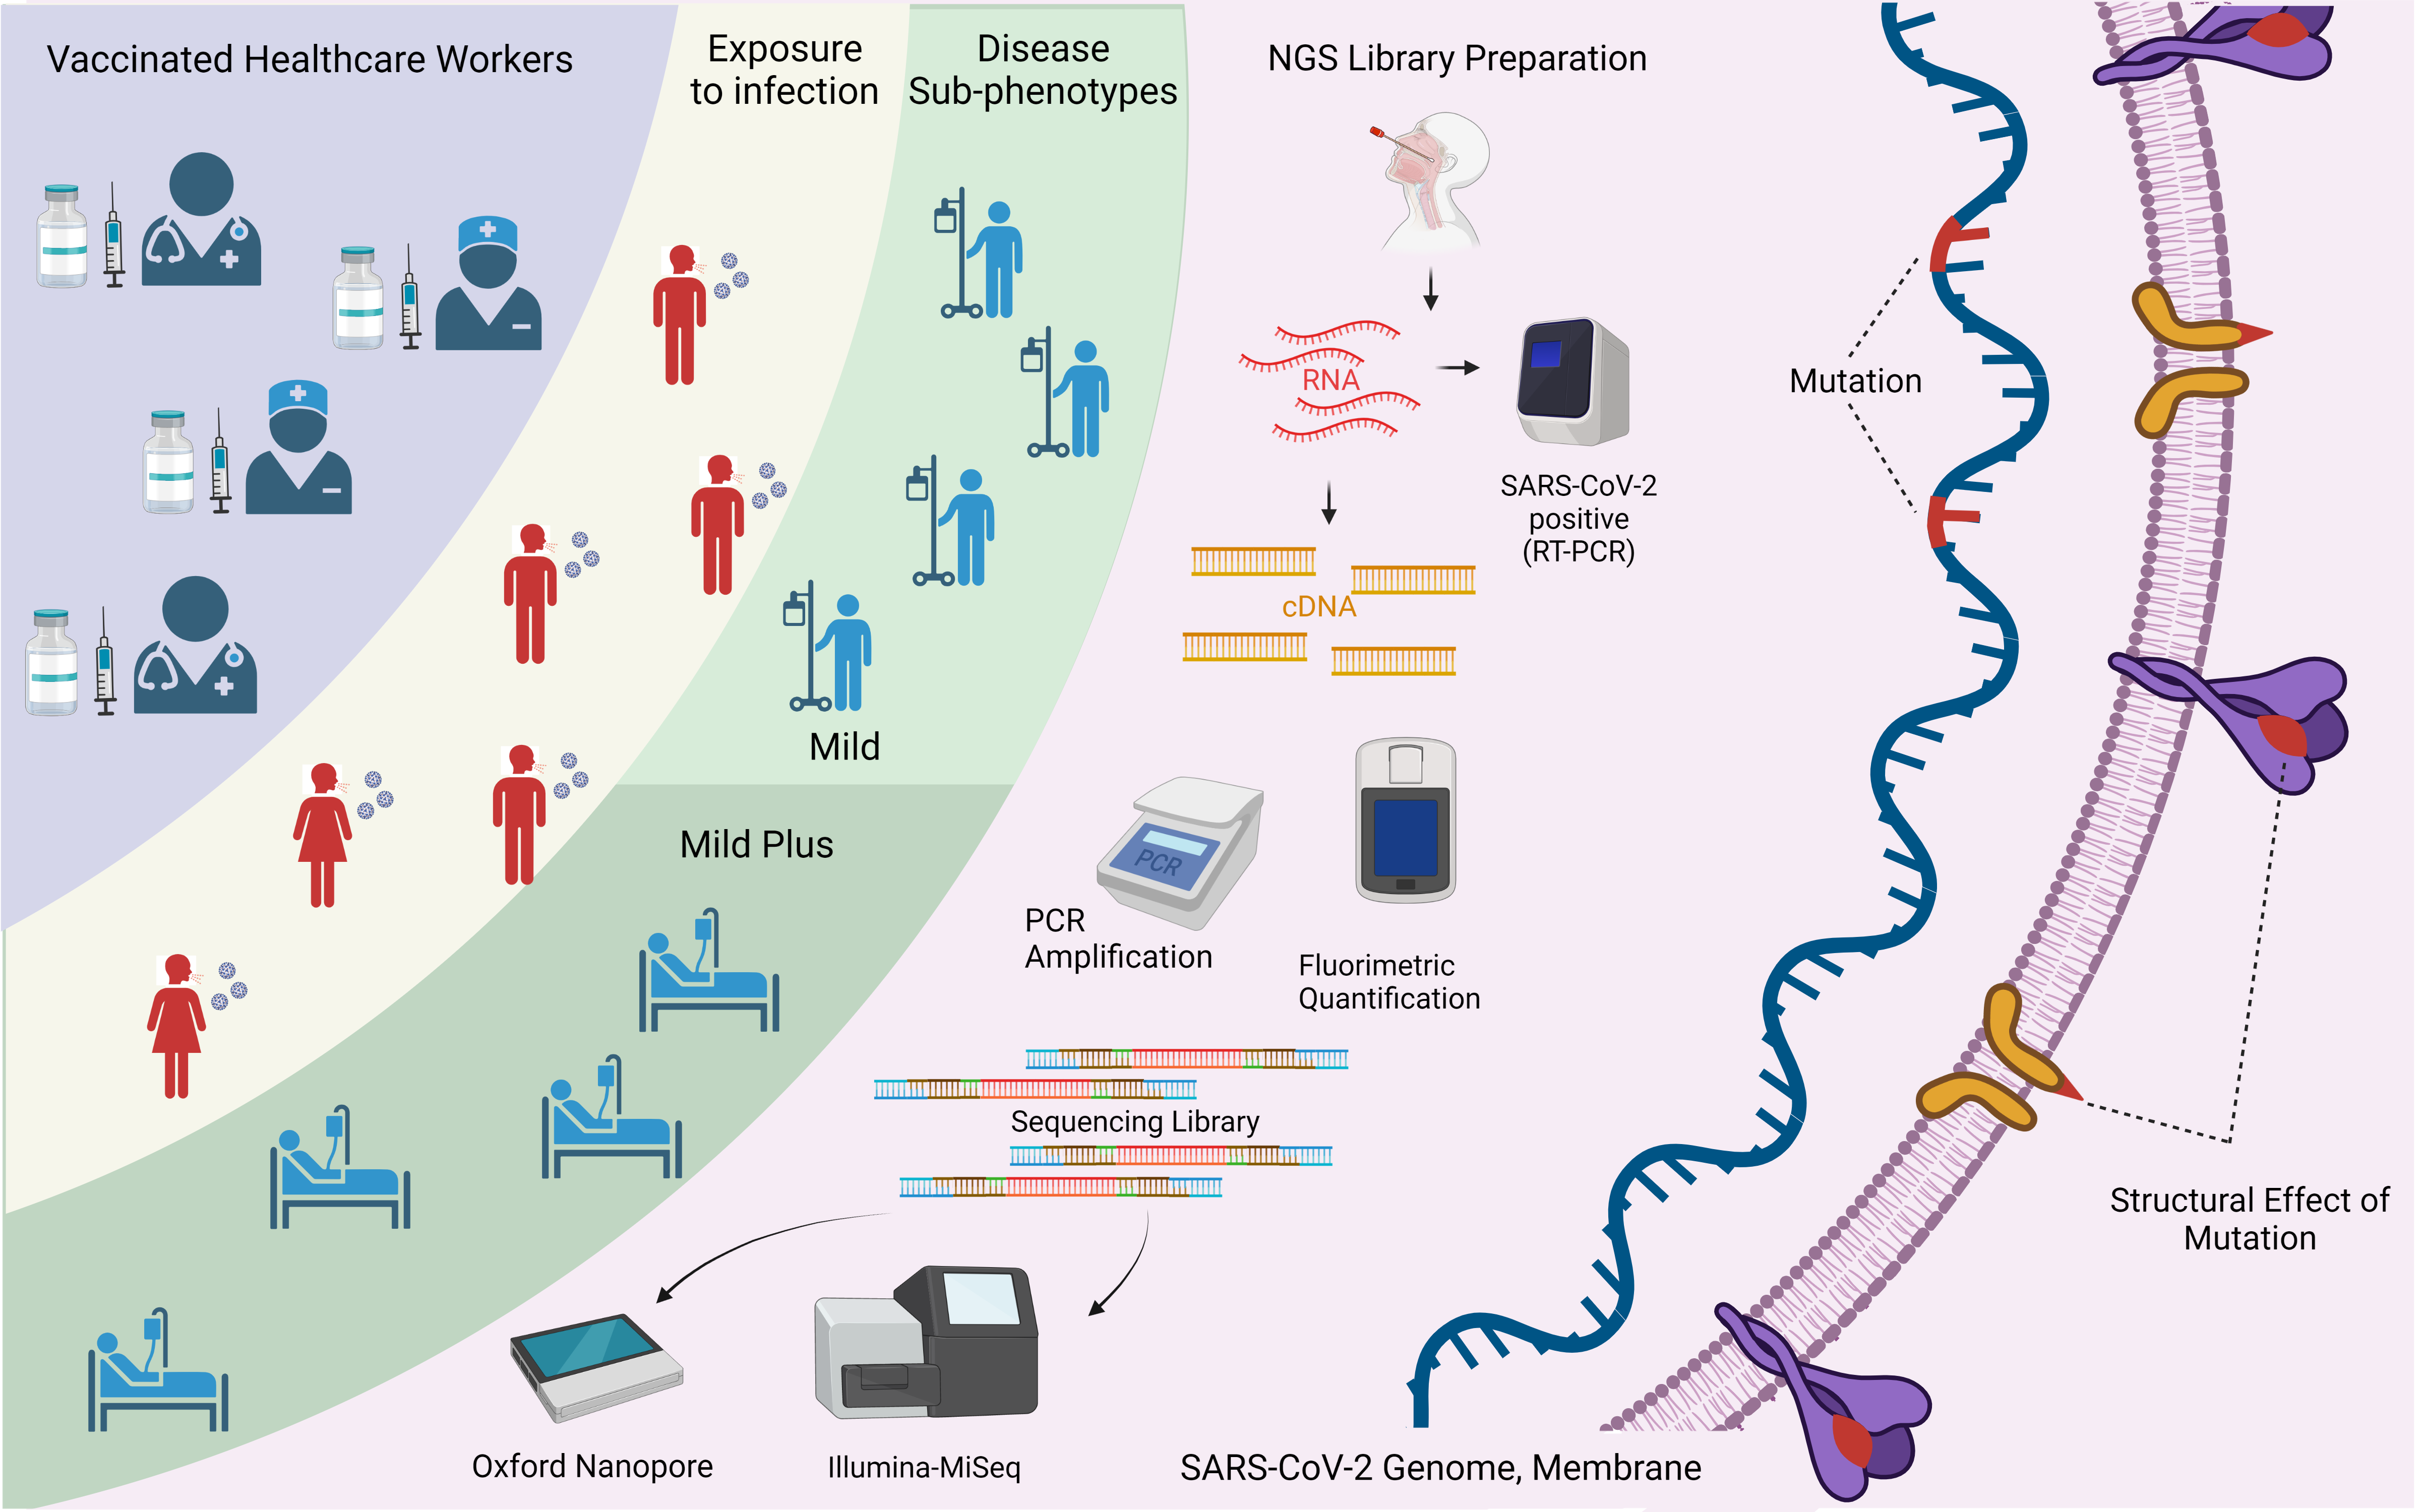 Vaccinated Healthcare Workers
Exposure
to infection
Disease
Sub-phenotypes
Mild
Mild Plus
NGS Library Preparation
RNA
SARS-CoV-2
positive
(RT-PCR)
cDNA
PCR
PCR
Amplification
Fluorimetric
Quantification
Sequencing Library
Oxford Nanopore
Illumina-MiSeq
Mutation
Structural Effect of
Mutation
SARS-CoV-2 Genome, Membrane